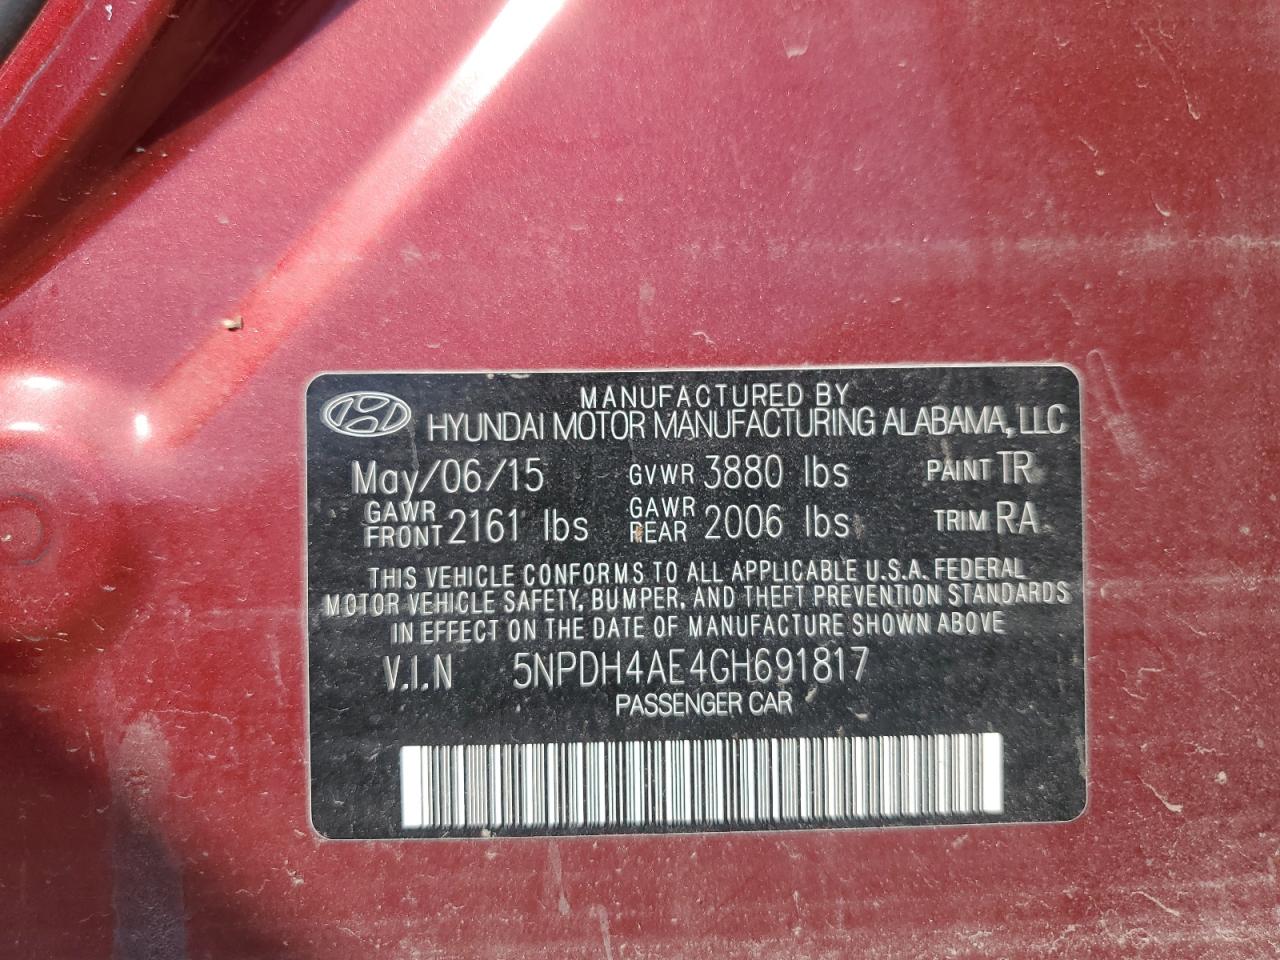 MANUFACTURED BY
HYUNDAI MOTOR MANUFACTURING ALABAMA, LLC
May/06/15 GVWR 3880 lbs PAINT TR
GAWR FRONT 2161 lbs GAWR REAR 2006 lbs TRIM RA
THIS VEHICLE CONFORMS TO ALL APPLICABLE U.S.A. FEDERAL
MOTOR VEHICLE SAFETY, BUMPER, AND THEFT PREVENTION STANDARDS
IN EFFECT ON THE DATE OF MANUFACTURE SHOWN ABOVE
V.I.N 5NPDH4AE4GH691817
PASSENGER CAR